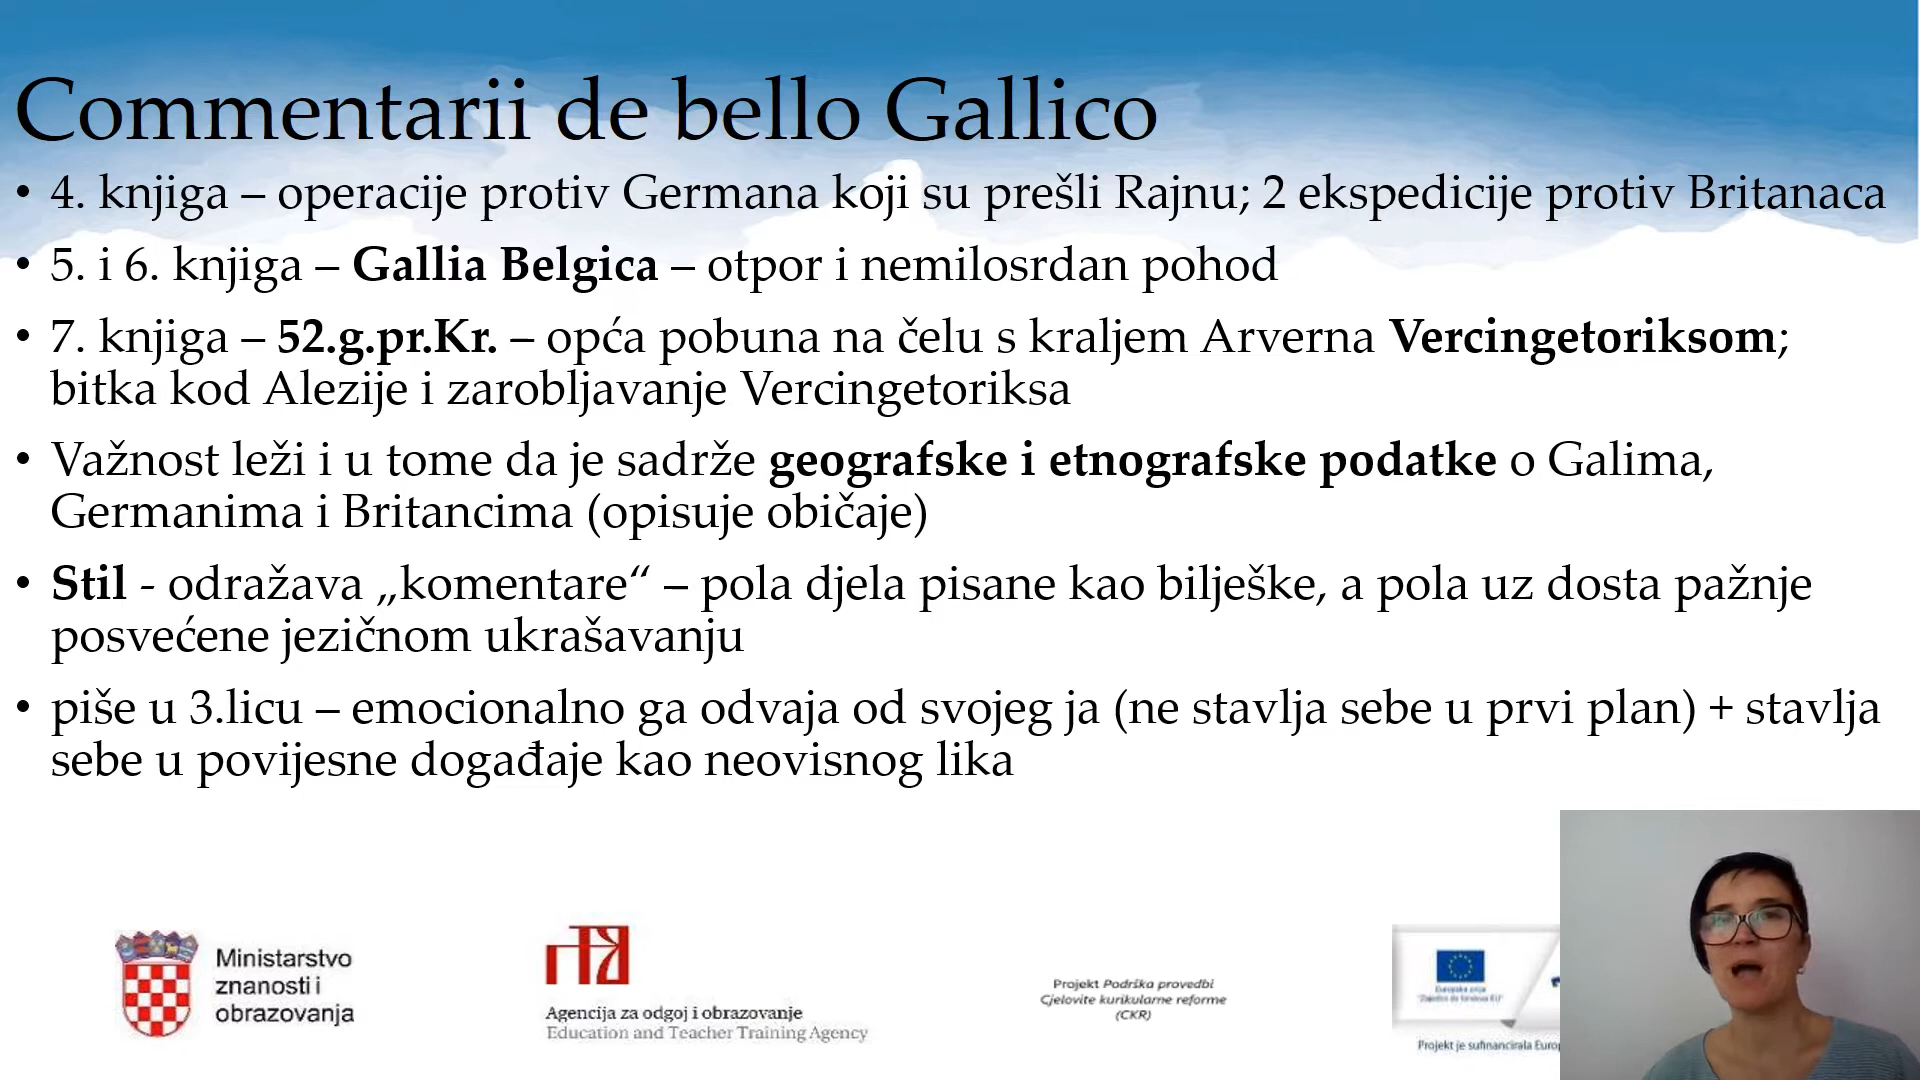 Commentarii de bello Gallico
• 4. knjiga – operacije protiv Germana koji su prešli Rajnu; 2 ekspedicije protiv Britanaca
• 5. i 6. knjiga – Gallia Belgica – otpor i nemilosrdan pohod
• 7. knjiga – 52.g.pr.Kr. – opća pobuna na čelu s kraljem Arverna Vercingetoriksom;
bitka kod Alezije i zarobljavanje Vercingetoriksa
• Važnost leži i u tome da je sadrže geografske i etnografske podatke o Galima,
Germanima i Britancima (opisuje običaje)
• Stil - odražava „komentare“ – pola djela pisane kao bilješke, a pola uz dosta pažnje
posvećene jezičnom ukrašavanju
• piše u 3.licu – emocionalno ga odvaja od svojeg ja (ne stavlja sebe u prvi plan) + stavlja
sebe u povijesne događaje kao neovisnog lika
Ministarstvo
znanosti i
obrazovanja
Agencija za odgoj i obrazovanje
Education and Teacher Training Agency
Projekt Podrška provedbi
Cjelovite kurikularne reforme
(CKR)
Europska unija
"Zajedno do fondova EU"
Projekt je sufinancirala Europ